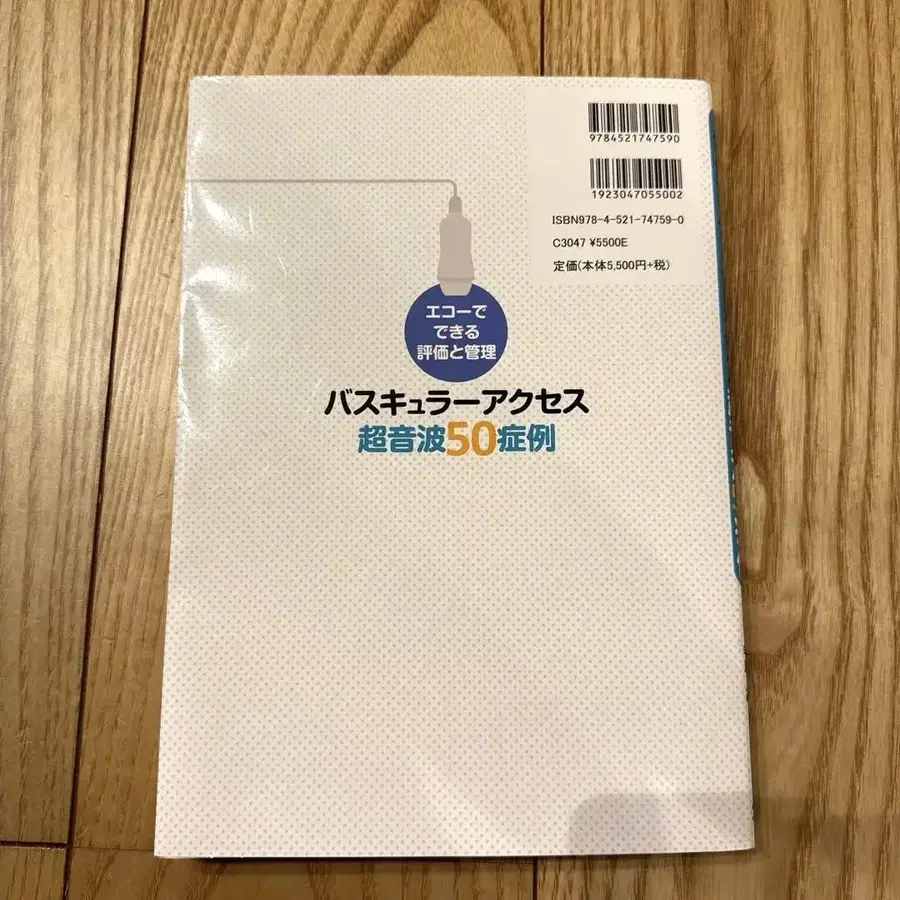 9784521747590
1923047055002
ISBN978-4-521-74759-0
C3047 ¥5500E
定価(本体5,500円+税)
エコーで
できる
評価と管理
バスキュラーアクセス
超音波50症例